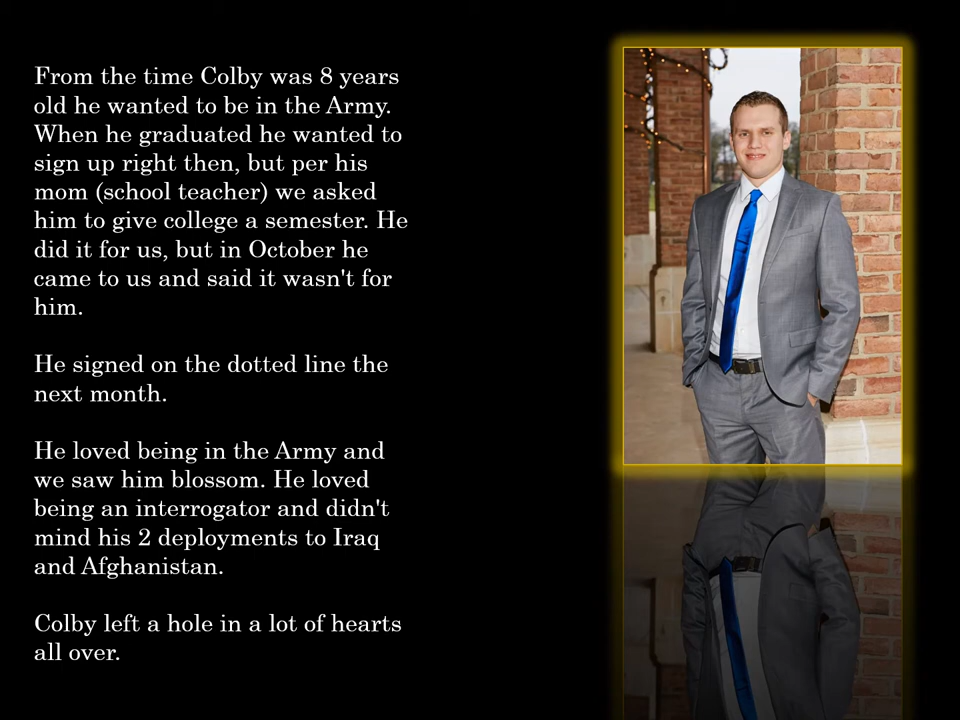 From the time Colby was 8 years
old he wanted to be in the Army.
When he graduated he wanted to
sign up right then, but per his
mom (school teacher) we asked
him to give college a semester. He
did it for us, but in October he
came to us and said it wasn't for
him.
He signed on the dotted line the
next month.
He loved being in the Army and
we saw him blossom. He loved
being an interrogator and didn't
mind his 2 deployments to Iraq
and Afghanistan.
Colby left a hole in a lot of hearts
all over.